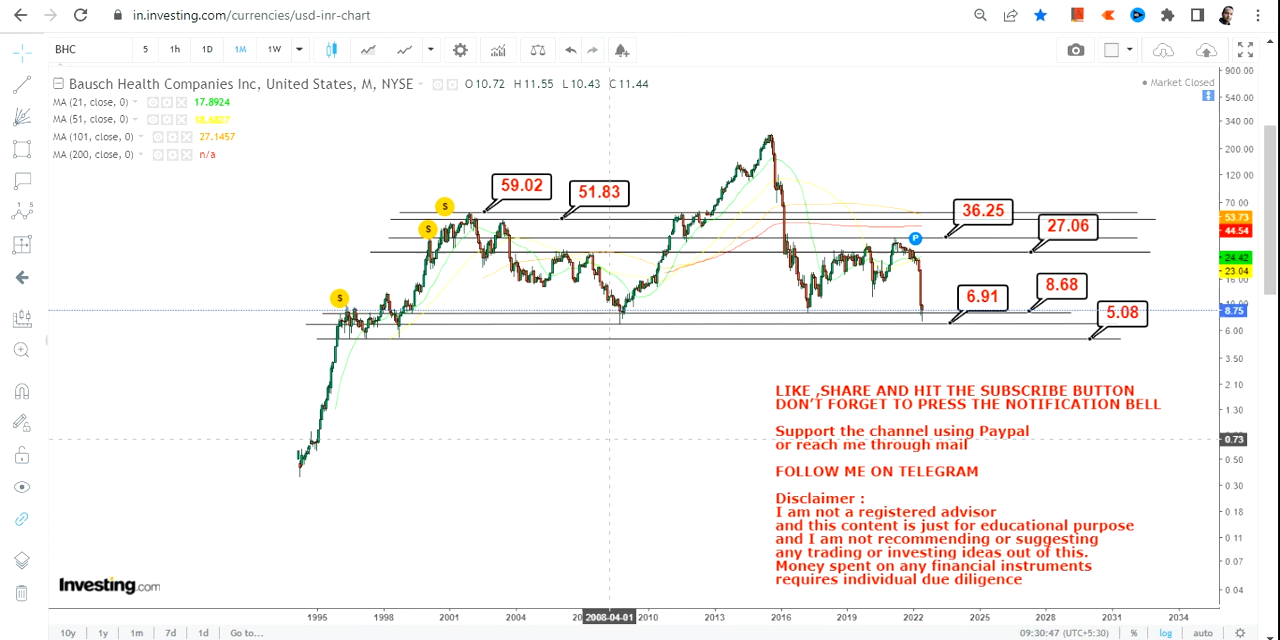 in.investing.com/currencies/usd-inr-chart
BHC 5 1h 1D 1M 1W
Bausch Health Companies Inc, United States, M, NYSE O10.72 H11.55 L10.43 C11.44
Market Closed
MA (21, close, 0) 17.8924
MA (51, close, 0)
MA (101, close, 0) 27.1457
MA (200, close, 0) n/a
900.00
540.00
340.00
200.00
120.00
70.00
53.73
44.54
24.42
23.04
8.75
6.00
3.50
2.10
1.30
0.73
0.50
0.30
0.18
0.11
0.07
0.04
59.02
51.83
36.25
27.06
8.68
6.91
5.08
S
S
S
P
LIKE ,SHARE AND HIT THE SUBSCRIBE BUTTON
DON'T FORGET TO PRESS THE NOTIFICATION BELL
Support the channel using Paypal
or reach me through mail
FOLLOW ME ON TELEGRAM
Disclaimer :
I am not a registered advisor
and this content is just for educational purpose
and I am not recommending or suggesting
any trading or investing ideas out of this.
Money spent on any financial instruments
requires individual due diligence
Investing.com
1995 1998 2001 2004 2008-04-01 2010 2013 2016 2019 2022 2025 2028 2031 2034
10y 1y 1m 7d 1d Go to... 09:30:47 (UTC+5:30) % log auto